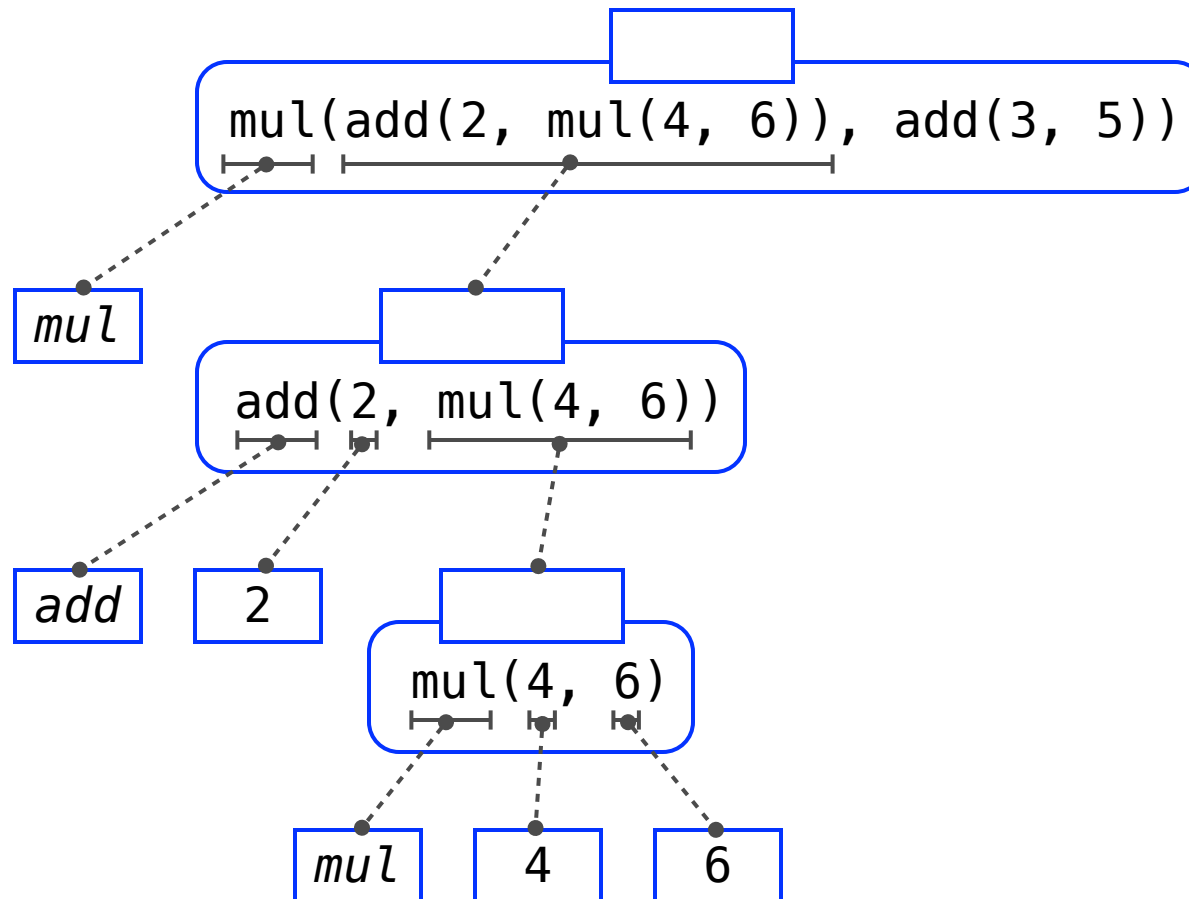 mul(add(2, mul(4, 6)), add(3, 5))
mul
add(2, mul(4, 6))
add
2
mul(4, 6)
mul
4
6